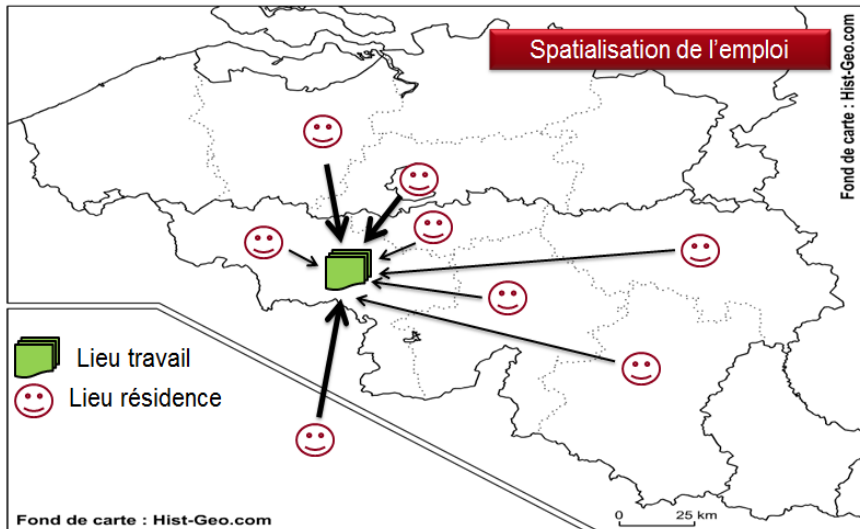 Spatialisation de l’emploi
Fond de carte : Hist-Geo.com
Lieu travail
Lieu résidence
Fond de carte : Hist-Geo.com
0 25 km